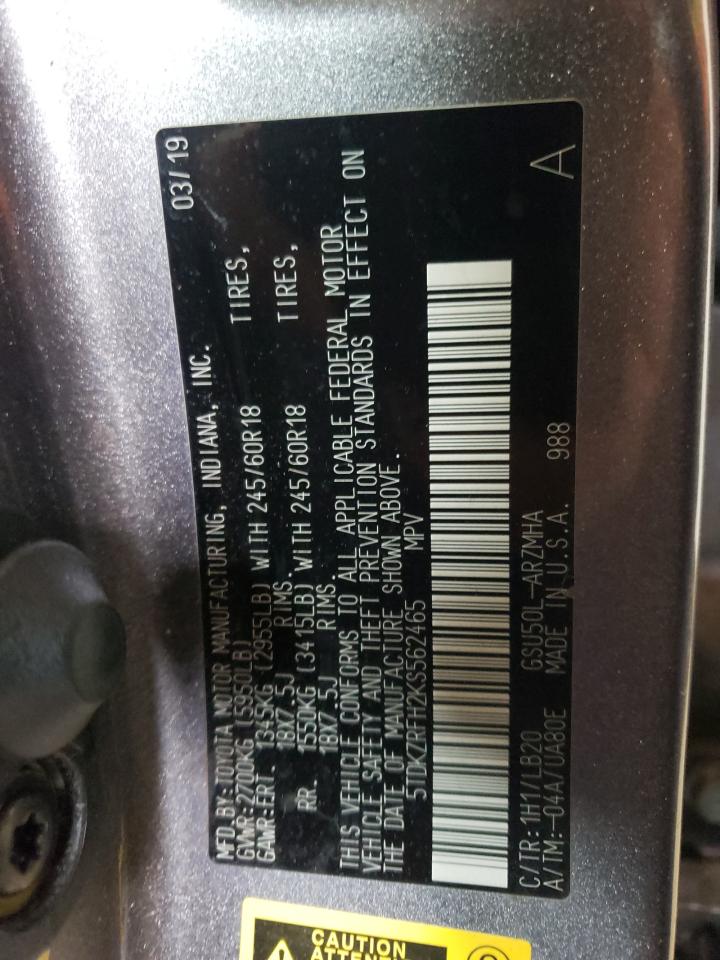 MFD. BY: TOYOTA MOTOR MANUFACTURING, INDIANA, INC. 03/19
GVWR: 2700KG (5950LB)
GAWR: FRT. 1345KG (2955LB) WITH 245/60R18 TIRES,
18X7.5J RIMS.
RR. 1550KG (3415LB) WITH 245/60R18 TIRES,
18X7.5J RIMS.
THIS VEHICLE CONFORMS TO ALL APPLICABLE FEDERAL MOTOR
VEHICLE SAFETY AND THEFT PREVENTION STANDARDS IN EFFECT ON
THE DATE OF MANUFACTURE SHOWN ABOVE.
5TDKZRFH2KS562465 MPV
C/TR: 1H1/LB20 GSU50L-ARZMHA
A/TM: -04A/UA80E MADE IN U.S.A. 988
A
CAUTION